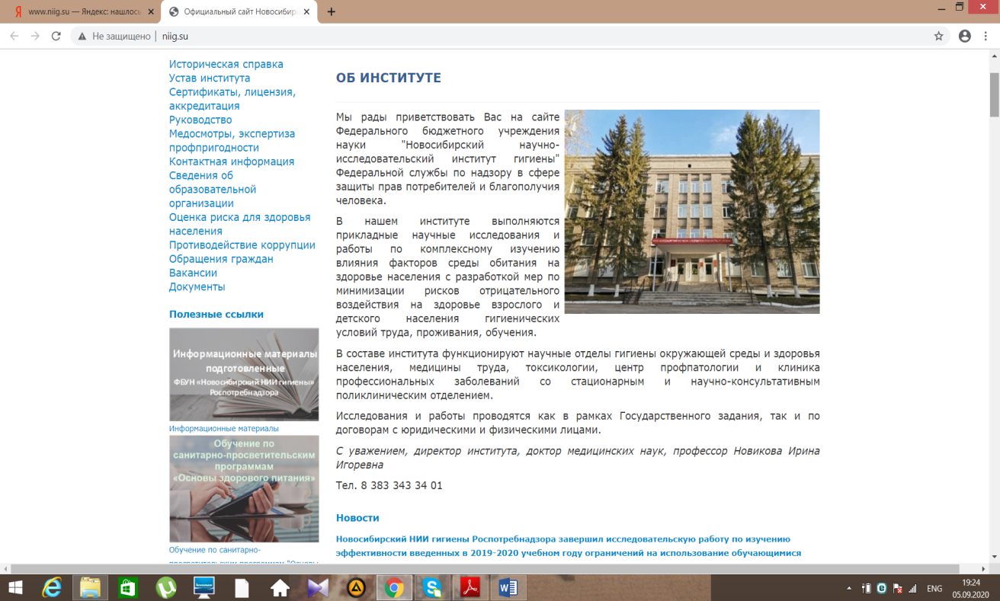 www.niig.su — Яндекс: нашлось
Официальный сайт Новосибир
Не защищено
niig.su
Историческая справка
Устав института
Сертификаты, лицензия,
аккредитация
Руководство
Медосмотры, экспертиза
профпригодности
Контактная информация
Сведения об
образовательной
организации
Оценка риска для здоровья
населения
Противодействие коррупции
Обращения граждан
Вакансии
Документы
Полезные ссылки
Информационные материалы
подготовленные
ФБУН «Новосибирский НИИ гигиены»
Роспотребнадзора
Информационные материалы
Обучение по
санитарно-просветительским
программам
«Основы здорового питания»
Обучение по санитарно-
просветительским программам "Основы
ОБ ИНСТИТУТЕ
Мы рады приветствовать Вас на сайте
Федерального бюджетного учреждения
науки "Новосибирский научно-
исследовательский институт гигиены"
Федеральной службы по надзору в сфере
защиты прав потребителей и благополучия
человека.
В нашем институте выполняются
прикладные научные исследования и
работы по комплексному изучению
влияния факторов среды обитания на
здоровье населения с разработкой мер по
минимизации рисков отрицательного
воздействия на здоровье взрослого и
детского населения гигиенических
условий труда, проживания, обучения.
В составе института функционируют научные отделы гигиены окружающей среды и здоровья
населения, медицины труда, токсикологии, центр профпатологии и клиника
профессиональных заболеваний со стационарным и научно-консультативным
поликлиническим отделением.
Исследования и работы проводятся как в рамках Государственного задания, так и по
договорам с юридическими и физическими лицами.
С уважением, директор института, доктор медицинских наук, профессор Новикова Ирина
Игоревна
Тел. 8 383 343 34 01
Новости
Новосибирский НИИ гигиены Роспотребнадзора завершил исследовательскую работу по изучению
эффективности введенных в 2019-2020 учебном году ограничений на использование обучающимися
ENG
19:24
05.09.2020